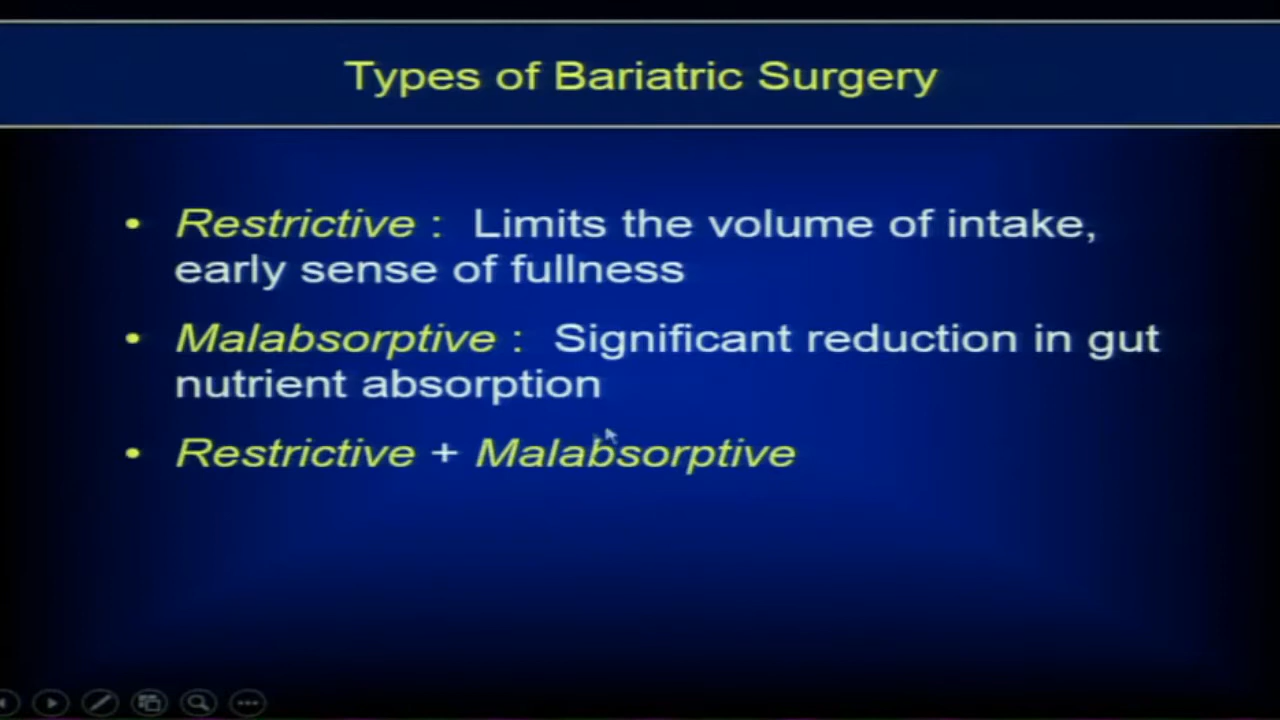 Types of Bariatric Surgery
• Restrictive : Limits the volume of intake,
early sense of fullness
• Malabsorptive : Significant reduction in gut
nutrient absorption
• Restrictive + Malabsorptive